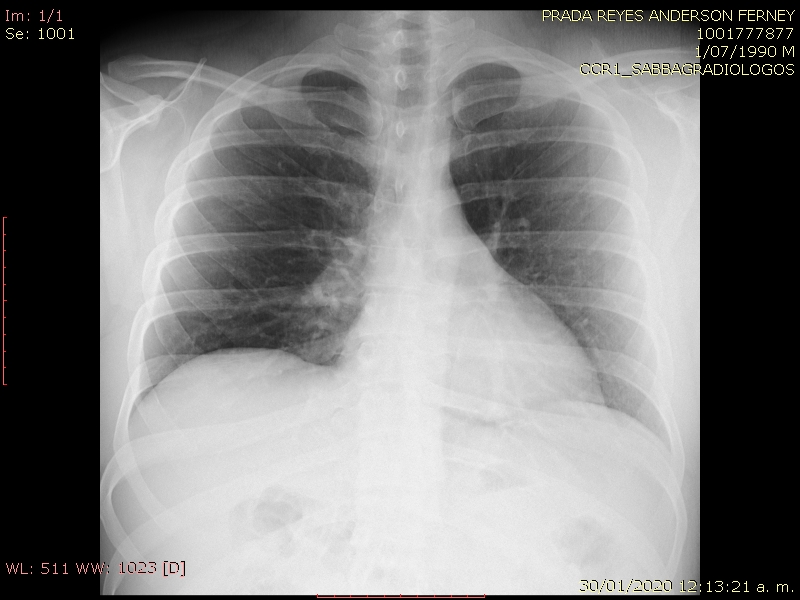 Im: 1/1
Se: 1001
PRADA REYES ANDERSON FERNEY
1001777877
1/07/1990 M
CCR1_SABBAGRADIOLOGOS
WL: 511 WW: 1023 [D]
30/01/2020 12:13:21 a. m.